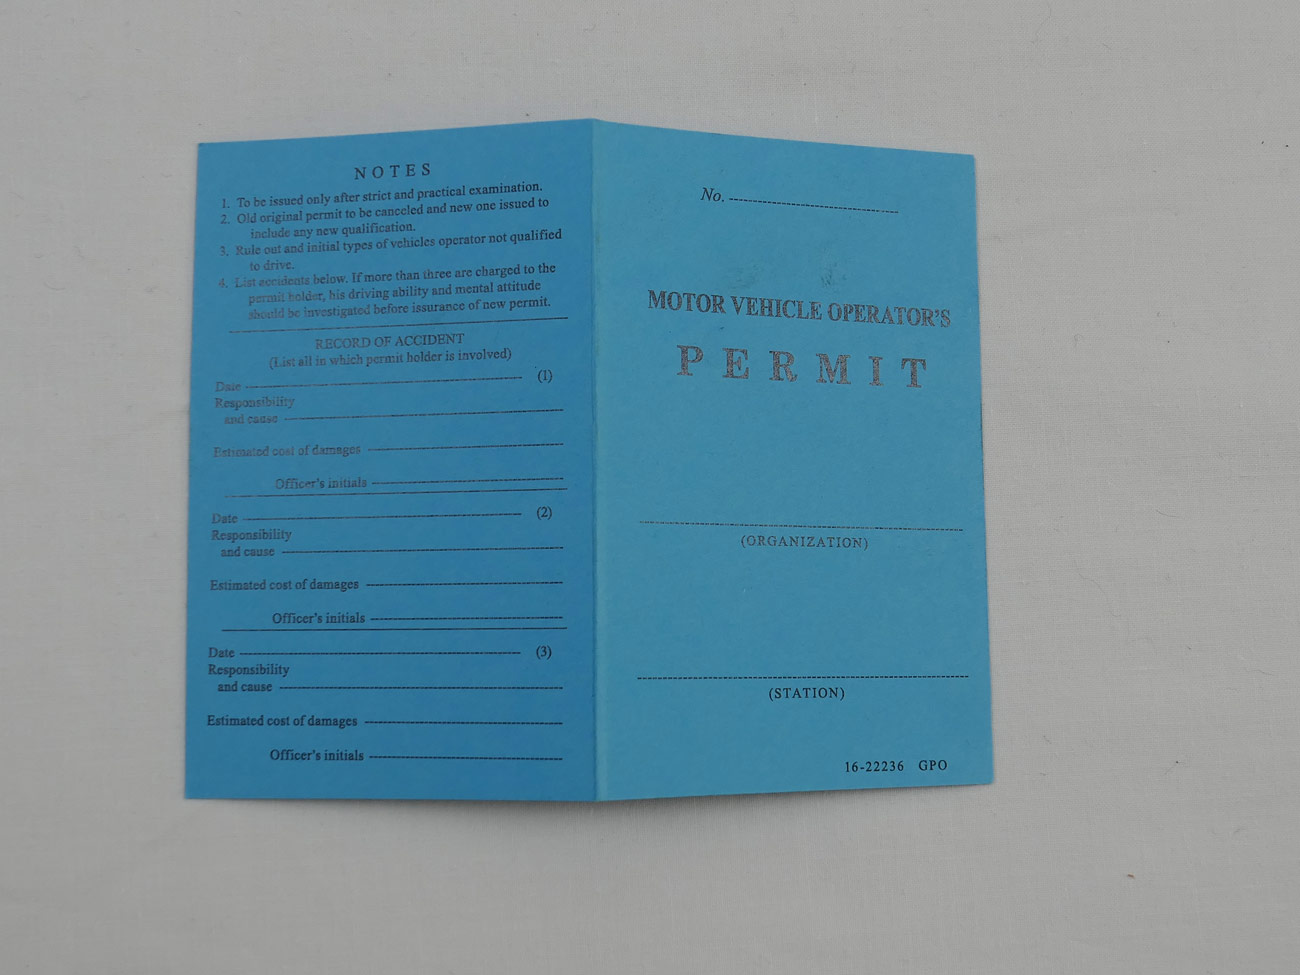 NOTES
1. To be issued only after strict and practical examination.
2. Old original permit to be canceled and new one issued to
include any new qualification.
3. Rule out and initial types of vehicles operator not qualified
to drive.
4. List accidents below. If more than three are charged to the
permit holder, his driving ability and mental attitude
should be investigated before issurance of new permit.
RECORD OF ACCIDENT
(List all in which permit holder is involved)
Date (1)
Responsibility
and cause
Estimated cost of damages
Officer's initials
Date (2)
Responsibility
and cause
Estimated cost of damages
Officer's initials
Date (3)
Responsibility
and cause
Estimated cost of damages
Officer's initials
No.
MOTOR VEHICLE OPERATOR'S
PERMIT
(ORGANIZATION)
(STATION)
16-22236 GPO